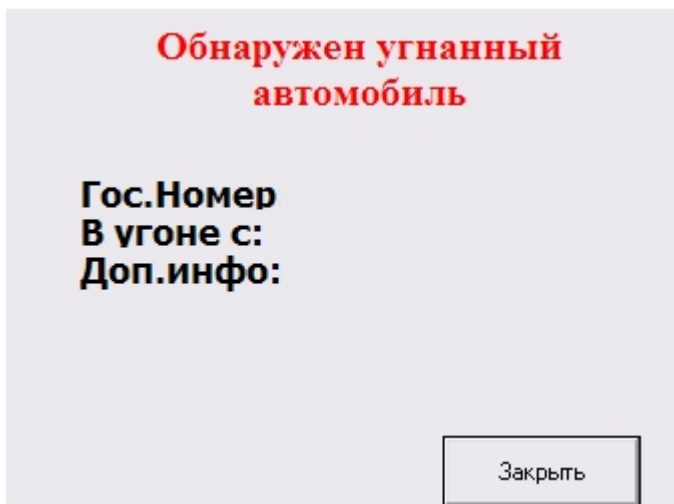 Обнаружен угнанный
автомобиль
Гос.Номер
В угоне с:
Доп.инфо:
Закрыть